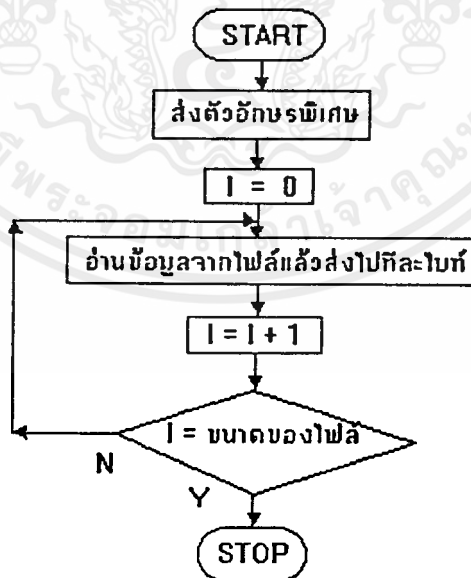 START
ส่งตัวอักษรพิเศษ
I = 0
อ่านข้อมูลจากไฟล์แล้วส่งไปทีละไบท์
I = I + 1
I = ขนาดของไฟล์
N
Y
STOP